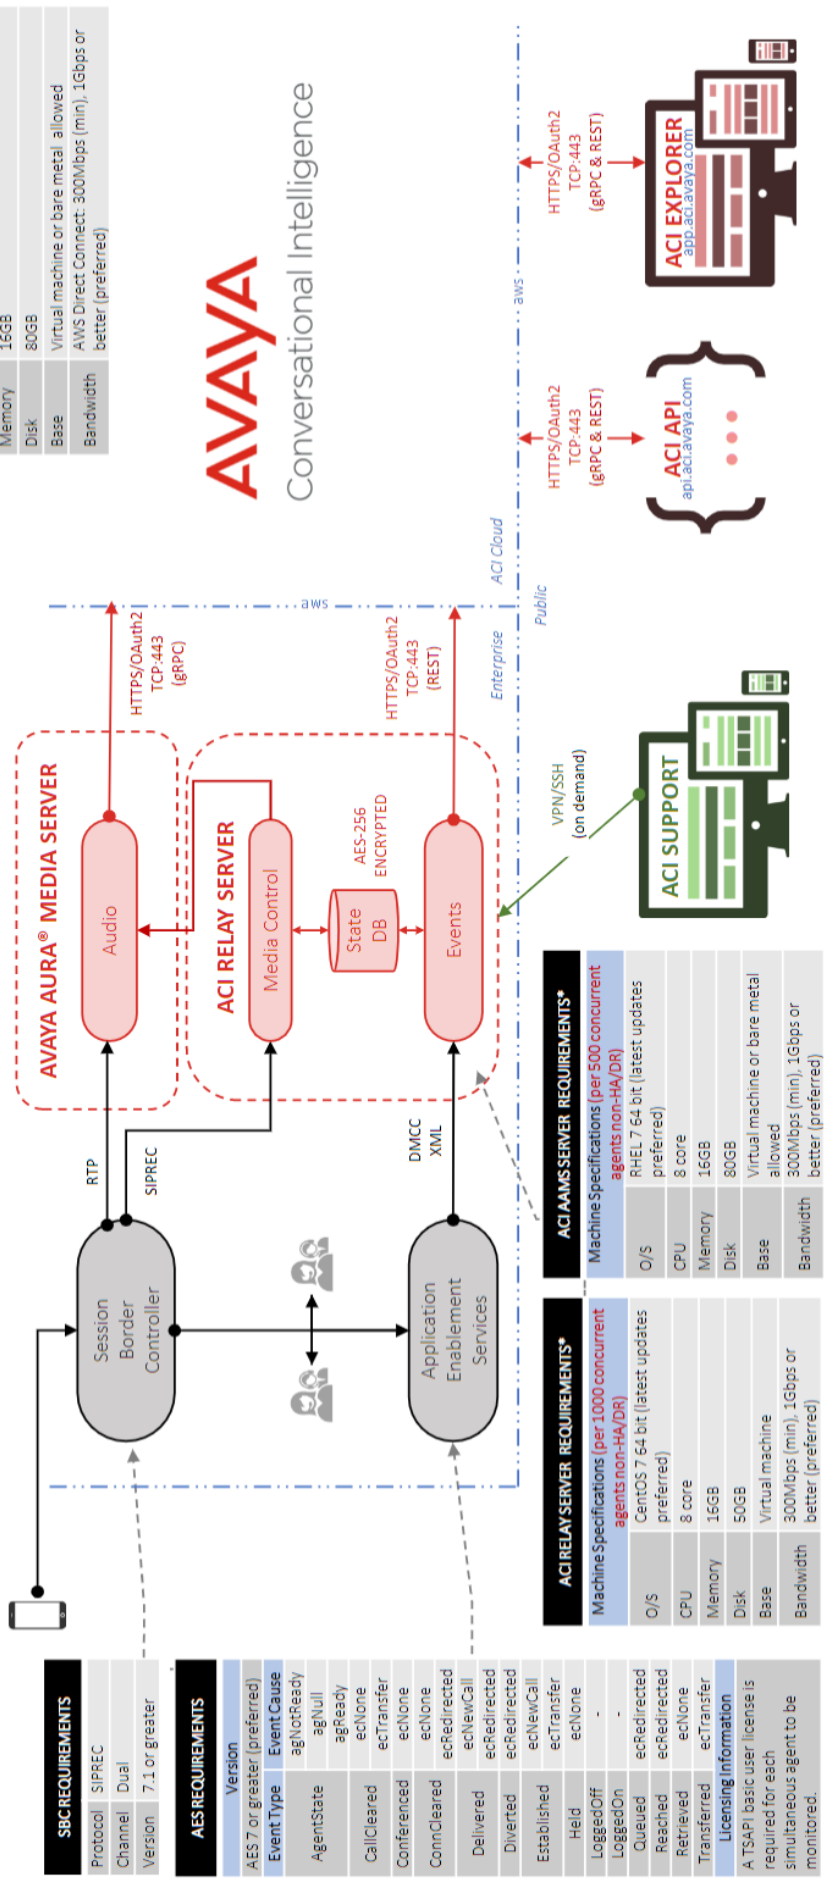 SBC REQUIREMENTS
Protocol SIPREC
Channel Dual
Version 7.1 or greater
AES REQUIREMENTS
Version
AES 7 or greater (preferred)
Event Type Event Cause
AgentState agNotReady
agNull
agReady
CallCleared ecNone
ecTransfer
Conferenced ecNone
ConnCleared ecNone
ecRedirected
Delivered ecNewCall
ecRedirected
Diverted ecRedirected
Established ecNewCall
ecTransfer
Held ecNone
LoggedOff -
LoggedOn -
Queued ecRedirected
Reached ecRedirected
Retrieved ecNone
Transferred ecTransfer
Licensing Information
A TSAPI basic user license is
required for each
simultaneous agent to be
monitored.
Session
Border
Controller
RTP
SIPREC
Application
Enablement
Services
DMCC
XML
AVAYA AURA® MEDIA SERVER
Audio
ACI RELAY SERVER
Media Control
State
DB
AES-256
ENCRYPTED
Events
HTTPS/OAuth2
TCP:443
(gRPC)
HTTPS/OAuth2
TCP:443
(REST)
aws
Enterprise
ACI Cloud
Public
aws
AVAYA
Conversational Intelligence
Memory 16GB
Disk 80GB
Base Virtual machine or bare metal allowed
Bandwidth AWS Direct Connect: 300Mbps (min), 1Gbps or
better (preferred)
ACI RELAY SERVER REQUIREMENTS*
Machine Specifications (per 1000 concurrent
agents non-HA/DR)
O/S CentOS 7 64 bit (latest updates
preferred)
CPU 8 core
Memory 16GB
Disk 50GB
Base Virtual machine
Bandwidth 300Mbps (min), 1Gbps or
better (preferred)
ACI AAMS SERVER REQUIREMENTS*
Machine Specifications (per 500 concurrent
agents non-HA/DR)
O/S RHEL 7 64 bit (latest updates
preferred)
CPU 8 core
Memory 16GB
Disk 80GB
Base Virtual machine or bare metal
allowed
Bandwidth 300Mbps (min), 1Gbps or
better (preferred)
VPN/SSH
(on demand)
ACI SUPPORT
HTTPS/OAuth2
TCP:443
(gRPC & REST)
ACI API
api.aci.avaya.com
HTTPS/OAuth2
TCP:443
(gRPC & REST)
ACI EXPLORER
app.aci.avaya.com